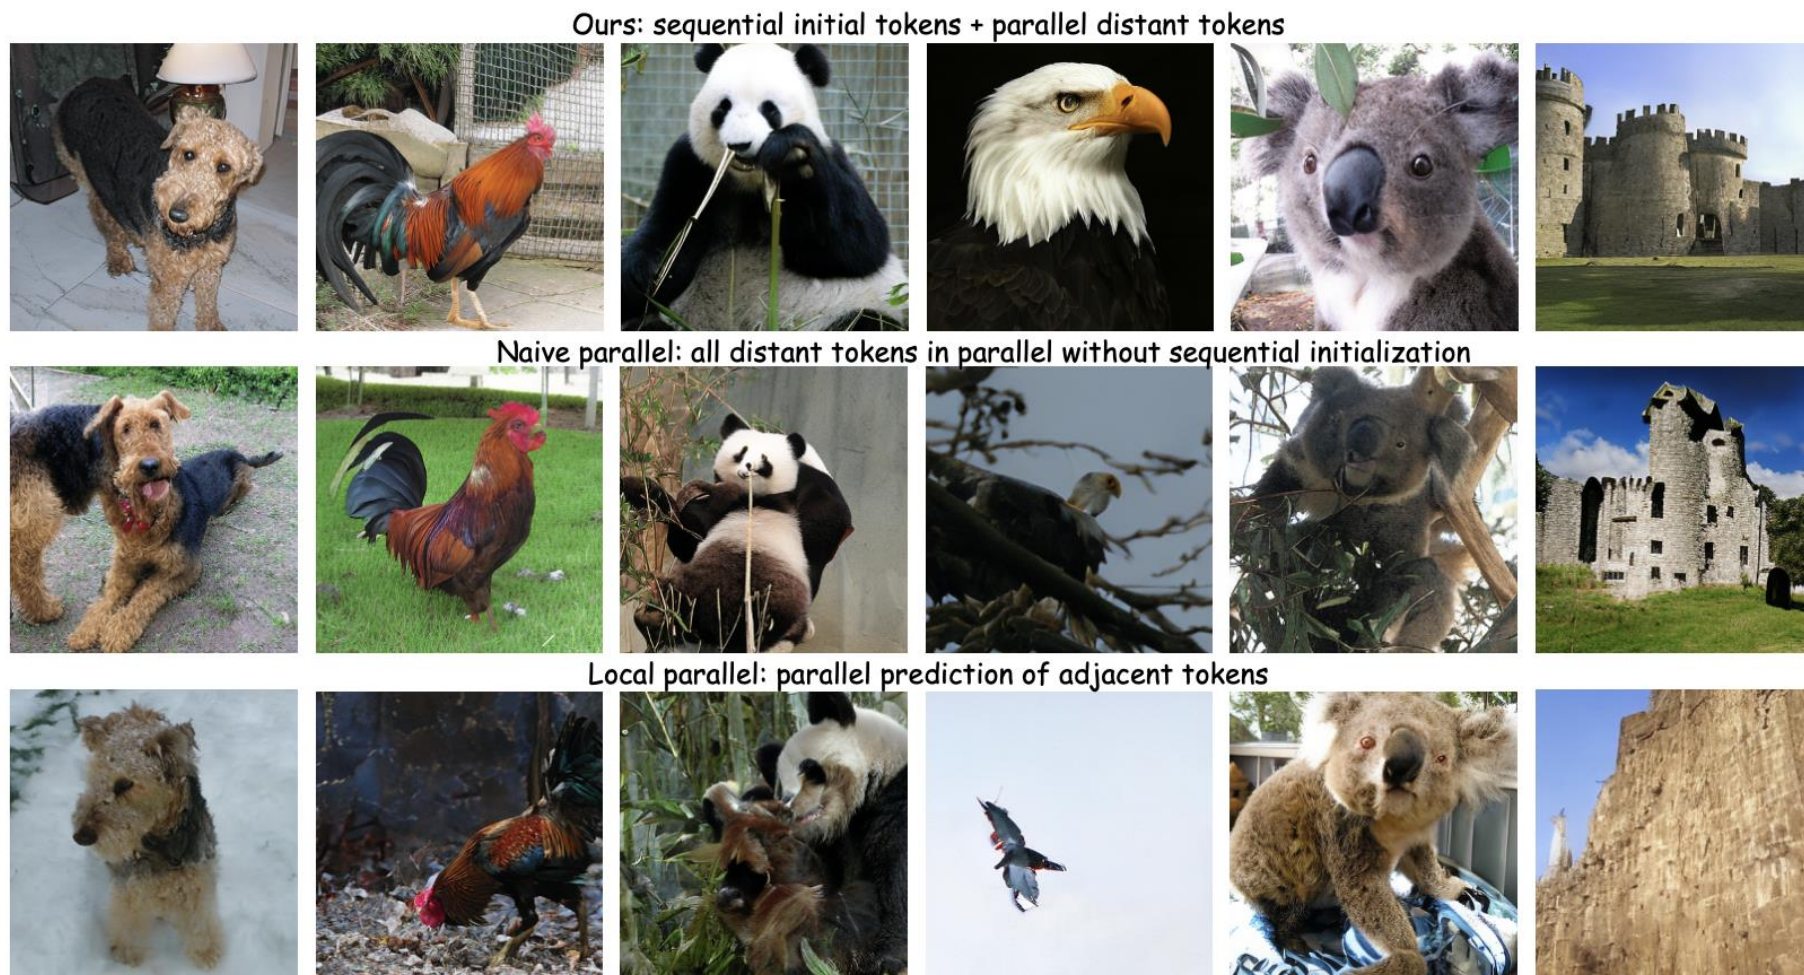 Ours: sequential initial tokens + parallel distant tokens
Naive parallel: all distant tokens in parallel without sequential initialization
Local parallel: parallel prediction of adjacent tokens